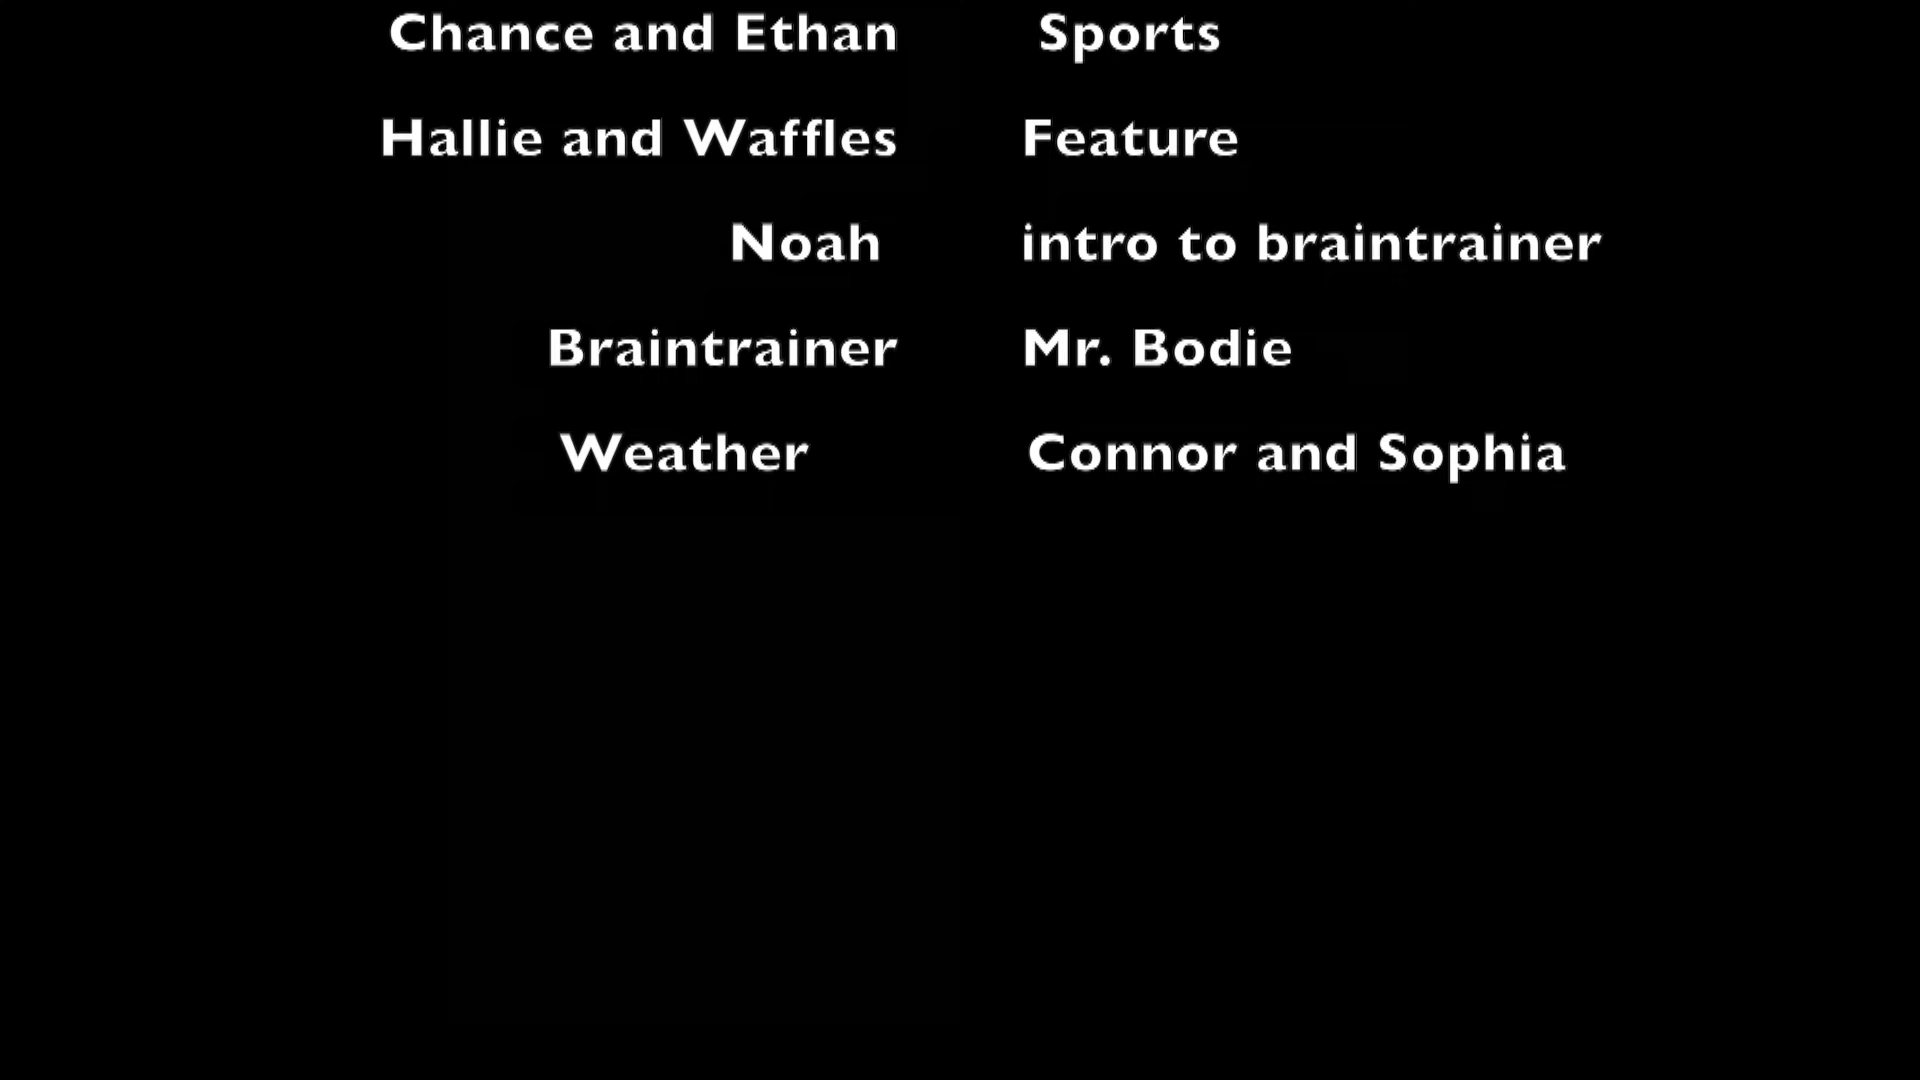 Chance and Ethan Sports
Hallie and Waffles Feature
Noah intro to braintrainer
Braintrainer Mr. Bodie
Weather Connor and Sophia